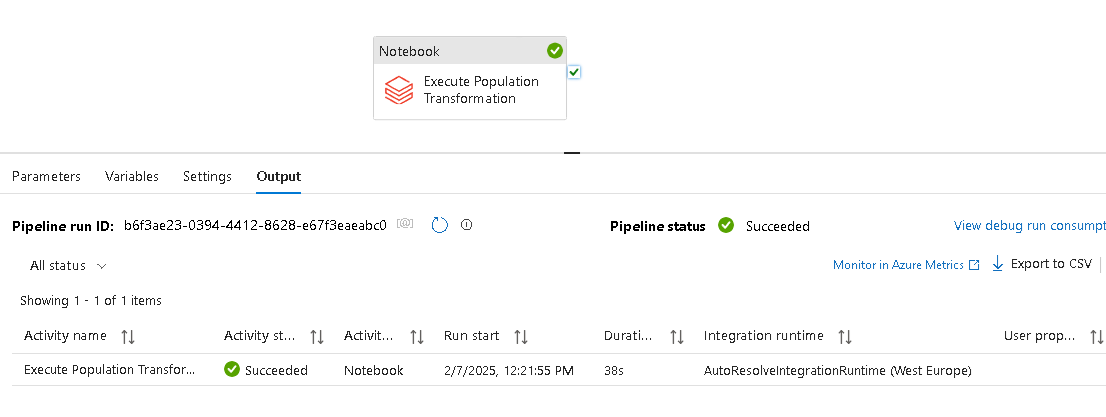 Notebook
Execute Population
Transformation
Parameters Variables Settings Output
Pipeline run ID: b6f3ae23-0394-4412-8628-e67f3eaeabc0 Pipeline status Succeeded View debug run consumpt
All status Monitor in Azure Metrics Export to CSV
Showing 1 - 1 of 1 items
Activity name Activity st... Activit... Run start Durati... Integration runtime User prop...
Execute Population Transfor... Succeeded Notebook 2/7/2025, 12:21:55 PM 38s AutoResolveIntegrationRuntime (West Europe)